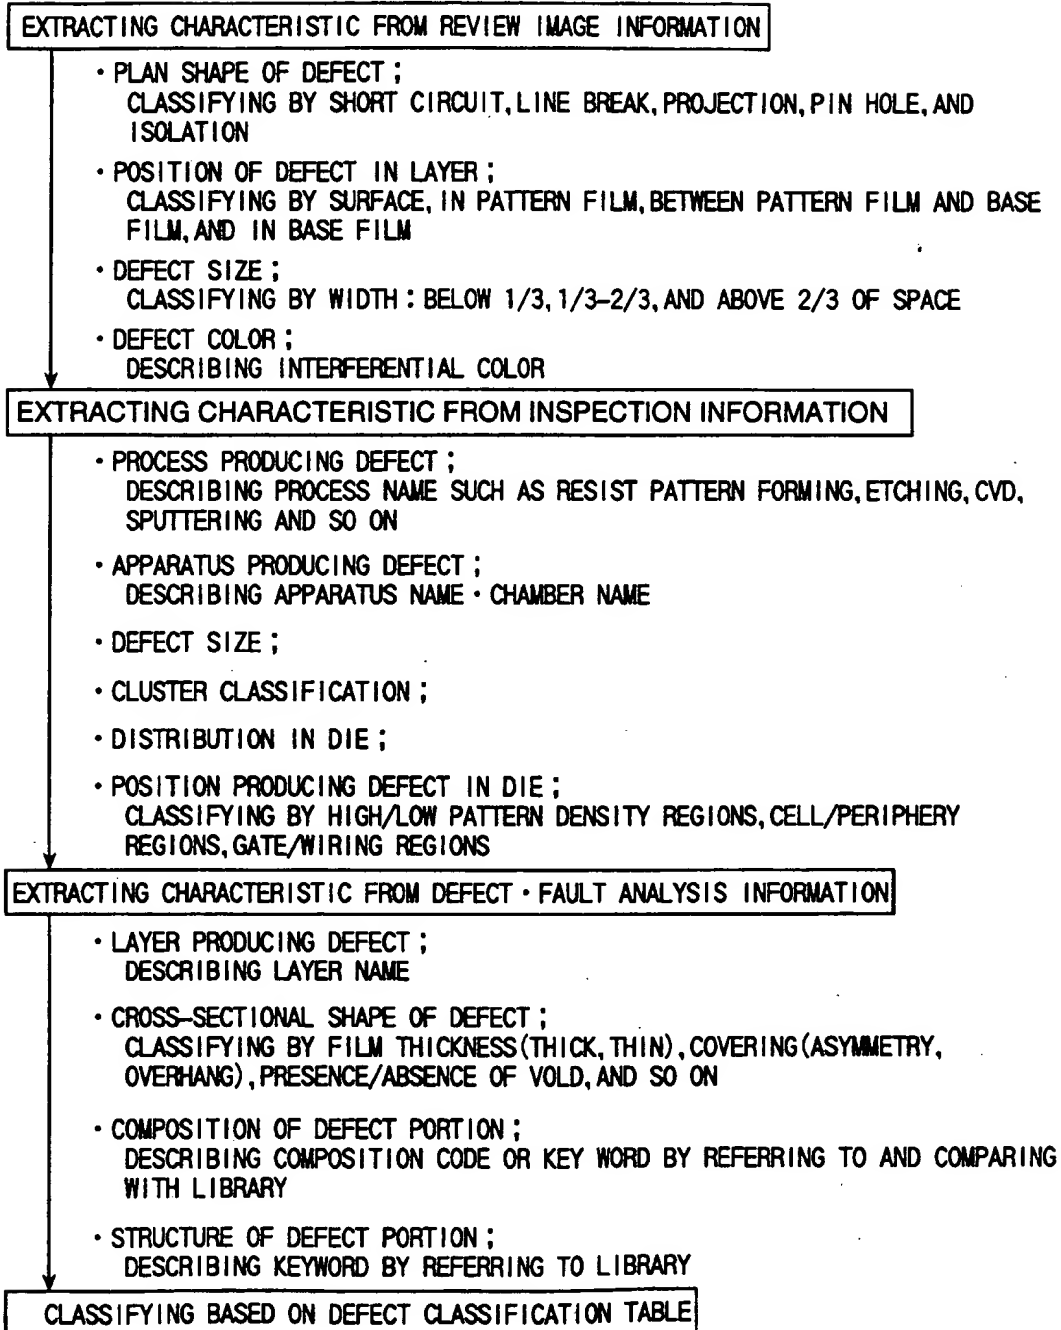 EXTRACTING CHARACTERISTIC FROM REVIEW IMAGE INFORMATION
・PLAN SHAPE OF DEFECT;
CLASSIFYING BY SHORT CIRCUIT, LINE BREAK, PROJECTION, PIN HOLE, AND
ISOLATION
・POSITION OF DEFECT IN LAYER;
CLASSIFYING BY SURFACE, IN PATTERN FILM, BETWEEN PATTERN FILM AND BASE
FILM, AND IN BASE FILM
・DEFECT SIZE;
CLASSIFYING BY WIDTH: BELOW 1/3, 1/3–2/3, AND ABOVE 2/3 OF SPACE
・DEFECT COLOR;
DESCRIBING INTERFERENTIAL COLOR
EXTRACTING CHARACTERISTIC FROM INSPECTION INFORMATION
・PROCESS PRODUCING DEFECT;
DESCRIBING PROCESS NAME SUCH AS RESIST PATTERN FORMING, ETCHING, CVD,
SPUTTERING AND SO ON
・APPARATUS PRODUCING DEFECT;
DESCRIBING APPARATUS NAME・CHAMBER NAME
・DEFECT SIZE;
・CLUSTER CLASSIFICATION;
・DISTRIBUTION IN DIE;
・POSITION PRODUCING DEFECT IN DIE;
CLASSIFYING BY HIGH/LOW PATTERN DENSITY REGIONS, CELL/PERIPHERY
REGIONS, GATE/WIRING REGIONS
EXTRACTING CHARACTERISTIC FROM DEFECT・FAULT ANALYSIS INFORMATION
・LAYER PRODUCING DEFECT;
DESCRIBING LAYER NAME
・CROSS–SECTIONAL SHAPE OF DEFECT;
CLASSIFYING BY FILM THICKNESS(THICK, THIN), COVERING(ASYMMETRY,
OVERHANG), PRESENCE/ABSENCE OF VOLD, AND SO ON
・COMPOSITION OF DEFECT PORTION;
DESCRIBING COMPOSITION CODE OR KEY WORD BY REFERRING TO AND COMPARING
WITH LIBRARY
・STRUCTURE OF DEFECT PORTION;
DESCRIBING KEYWORD BY REFERRING TO LIBRARY
CLASSIFYING BASED ON DEFECT CLASSIFICATION TABLE